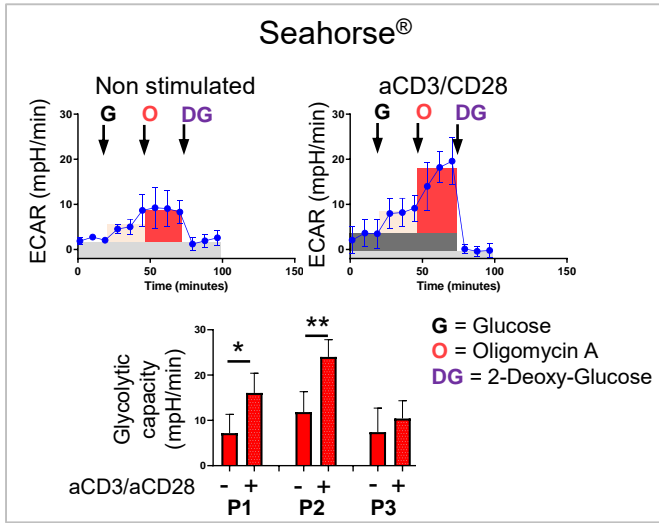 Seahorse®
Non stimulated
aCD3/CD28
G O DG
G O DG
ECAR (mpH/min)
30
20
10
0
0 50 100 150
Time (minutes)
ECAR (mpH/min)
30
20
10
0
0 50 100 150
Time (minutes)
G = Glucose
O = Oligomycin A
DG = 2-Deoxy-Glucose
Glycolytic
capacity
(mpH/min)
30
20
10
0
* **
aCD3/aCD28 - + - + - +
P1 P2 P3